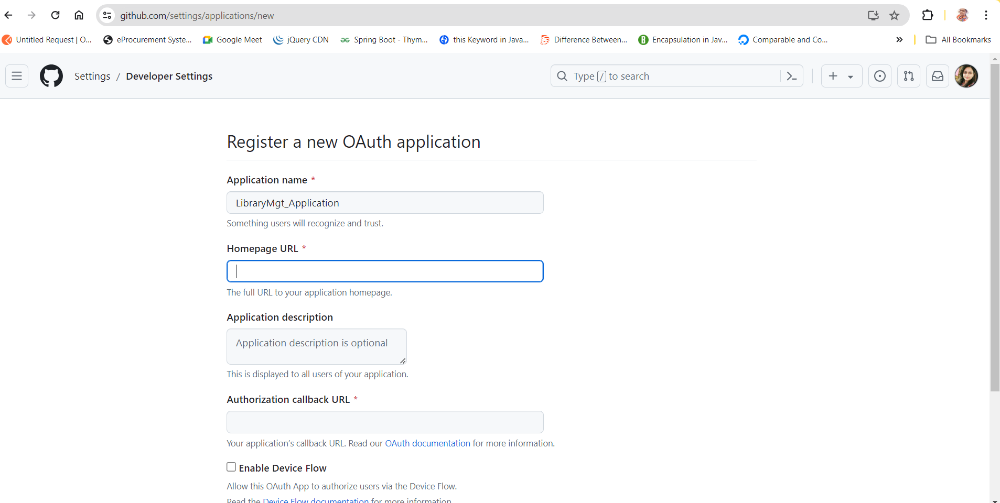 github.com/settings/applications/new
Untitled Request | O... eProcurement Syste... Google Meet jQuery CDN Spring Boot - Thym... this Keyword in Java... Difference Between... Encapsulation in Jav... Comparable and Co... » All Bookmarks
Settings / Developer Settings Type / to search
Register a new OAuth application
Application name *
LibraryMgt_Application
Something users will recognize and trust.
Homepage URL *
The full URL to your application homepage.
Application description
Application description is optional
This is displayed to all users of your application.
Authorization callback URL *
Your application's callback URL. Read our OAuth documentation for more information.
Enable Device Flow
Allow this OAuth App to authorize users via the Device Flow.
Read the Device Flow documentation for more information.